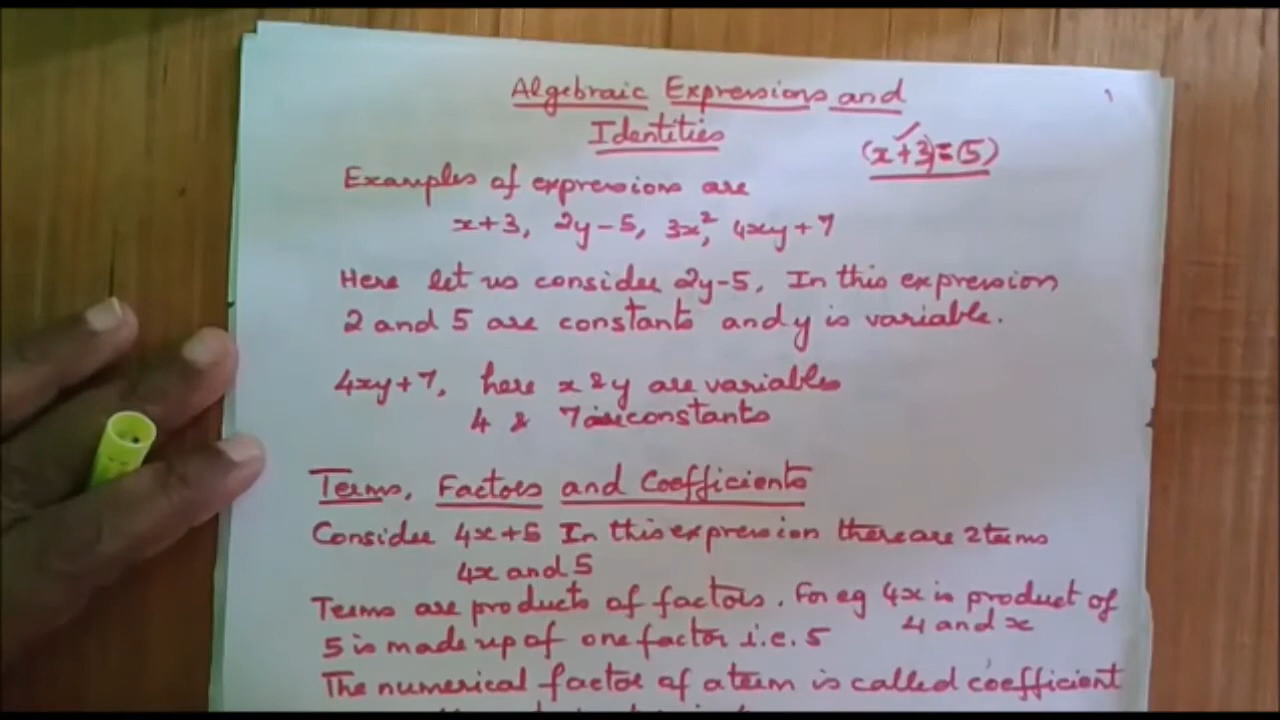 Algebraic Expressions and
Identities
(x+3)=(5)
Examples of expressions are
x+3, 2y-5, 3x², 4xy+7
Here let us consider 2y-5. In this expression
2 and 5 are constants and y is variable.
4xy+7, here x & y are variables
4 & 7 are constants
Terms, Factors and Coefficients
Consider 4x+5 In this expression there are 2 terms
4x and 5
Terms are products of factors. For eg 4x is product of
4 and x
5 is made up of one factor i.e. 5
The numerical factor of a term is called coefficient